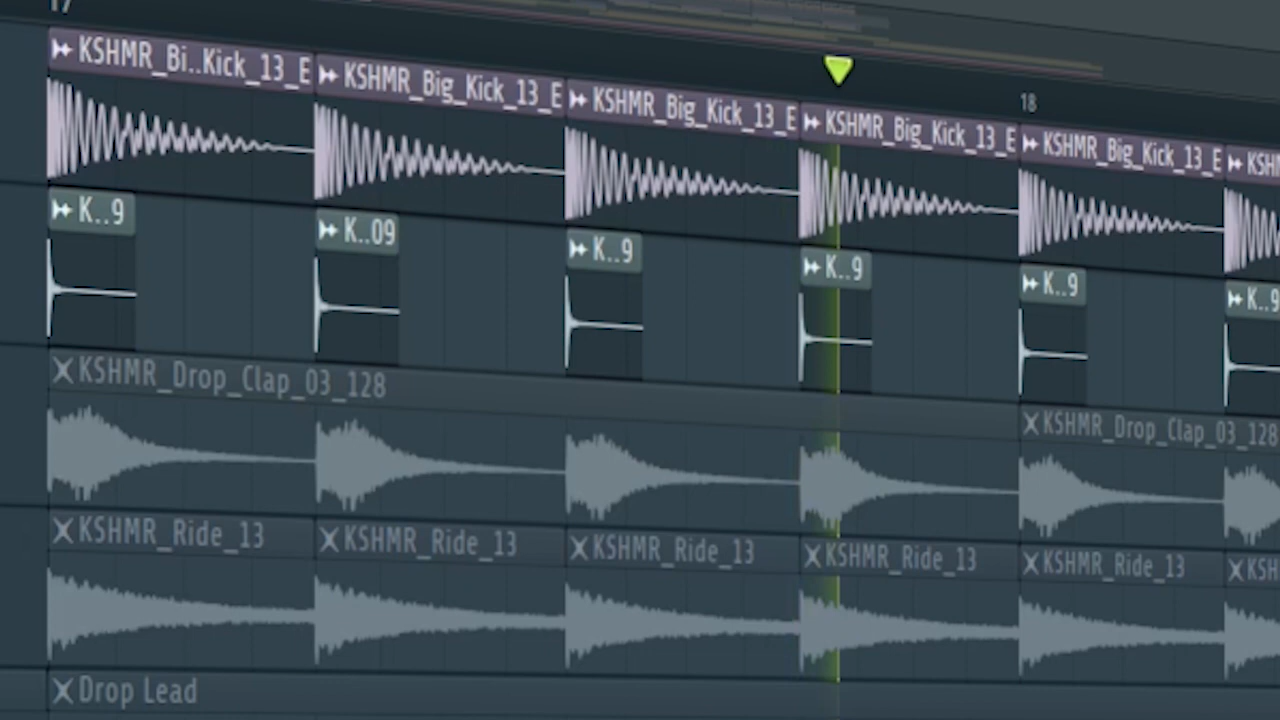 17
KSHMR_Bi..Kick_13_E KSHMR_Big_Kick_13_E KSHMR_Big_Kick_13_E KSHMR_Big_Kick_13_E KSHMR_Big_Kick_13_E KSH
18
K..9 K..09 K..9 K..9 K..9 K..9
KSHMR_Drop_Clap_03_128 KSHMR_Drop_Clap_03_128
KSHMR_Ride_13 KSHMR_Ride_13 KSHMR_Ride_13 KSHMR_Ride_13 KSHMR_Ride_13 KSH
Drop Lead